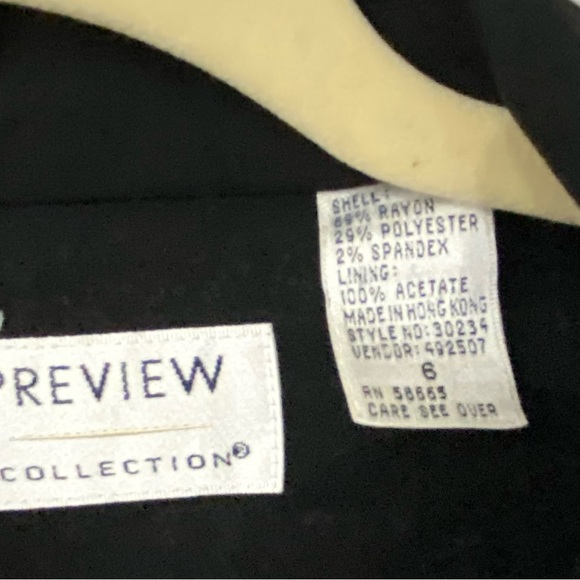 SHELL:
69% RAYON
29% POLYESTER
2% SPANDEX
LINING:
100% ACETATE
MADE IN HONG KONG
STYLE NO: 30234
VENDOR: 492507
6
RN 58665
CARE SEE OVER
PREVIEW
COLLECTION®